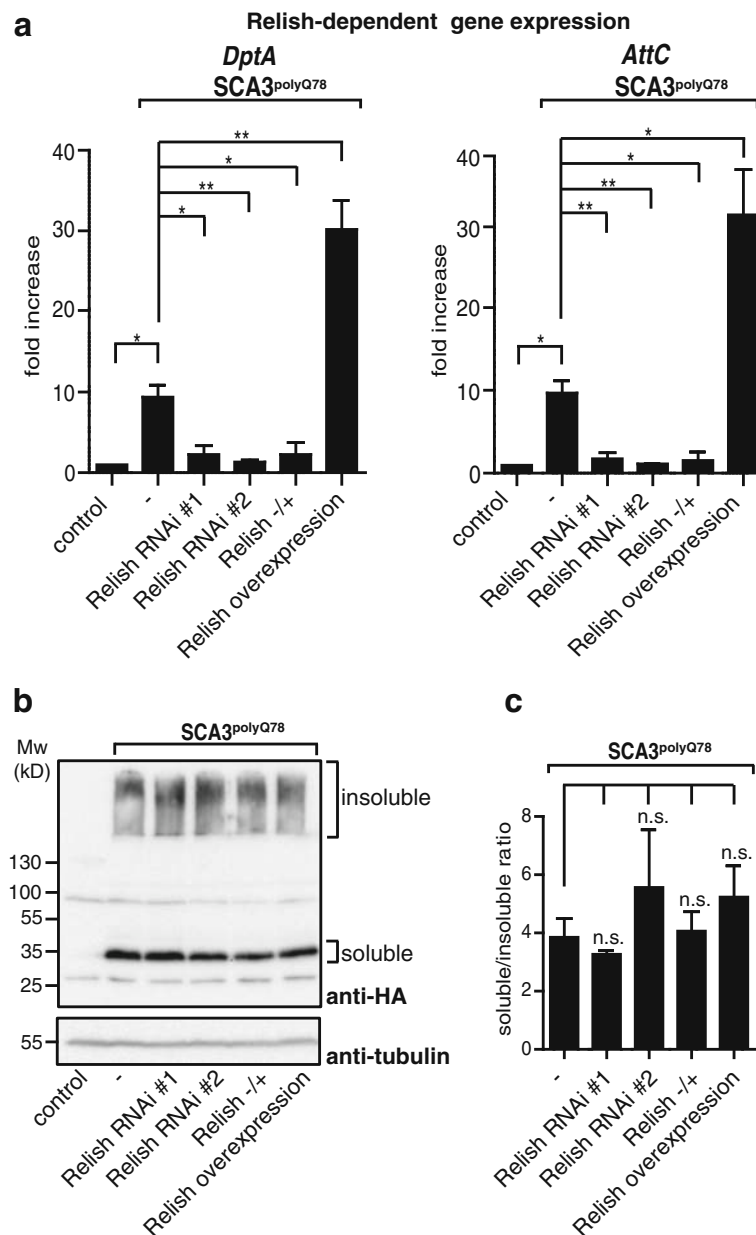 a
Relish-dependent gene expression
DptA
SCA3polyQ78
**
*
**
*
*
40
30
20
10
0
fold increase
control
-
Relish RNAi #1
Relish RNAi #2
Relish -/+
Relish overexpression
AttC
SCA3polyQ78
*
*
**
**
*
40
30
20
10
0
fold increase
control
-
Relish RNAi #1
Relish RNAi #2
Relish -/+
Relish overexpression
b
SCA3polyQ78
Mw
(kD)
insoluble
130
100
55
35
25
soluble
anti-HA
55
anti-tubulin
control
-
Relish RNAi #1
Relish RNAi #2
Relish -/+
Relish overexpression
c
SCA3polyQ78
8
6
4
2
0
soluble/insoluble ratio
n.s.
n.s.
n.s.
n.s.
-
Relish RNAi #1
Relish RNAi #2
Relish -/+
Relish overexpression